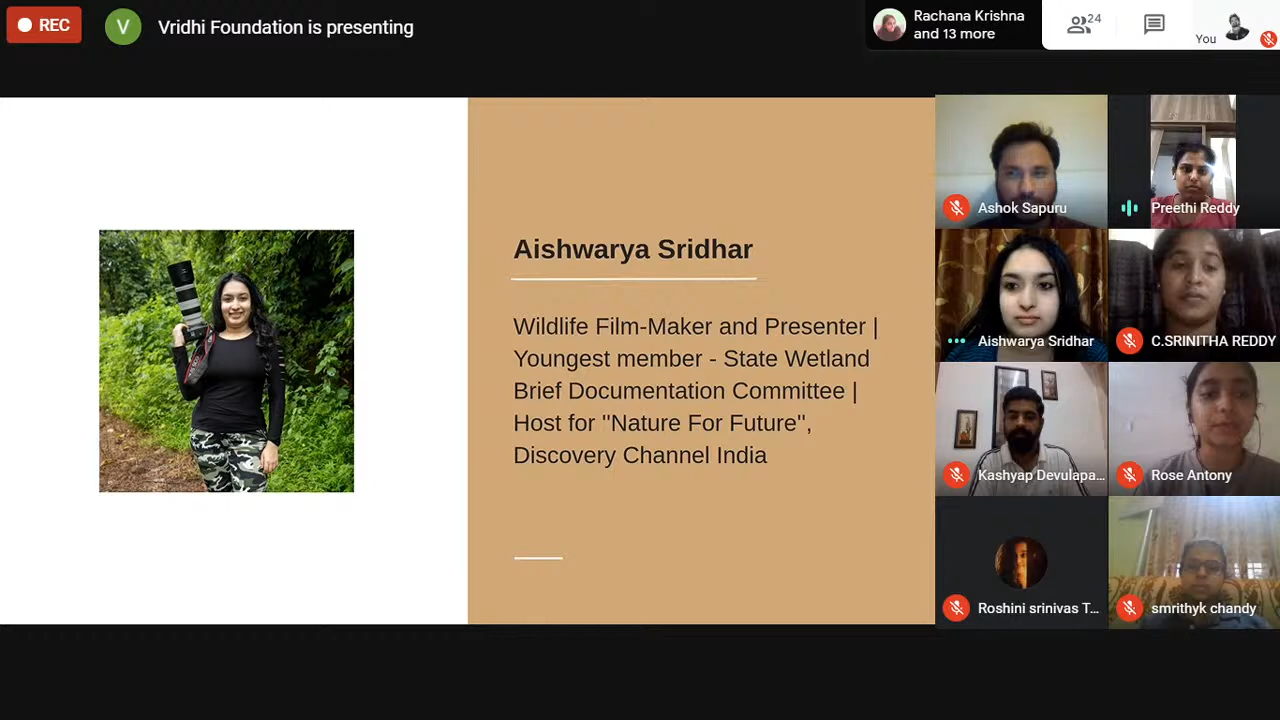 REC
V
Vridhi Foundation is presenting
Rachana Krishna
and 13 more
24
You
Aishwarya Sridhar
Wildlife Film-Maker and Presenter |
Youngest member - State Wetland
Brief Documentation Committee |
Host for "Nature For Future",
Discovery Channel India
Ashok Sapuru
Preethi Reddy
Aishwarya Sridhar
C.SRINITHA REDDY
Kashyap Devulapa...
Rose Antony
Roshini srinivas T...
smrithyk chandy